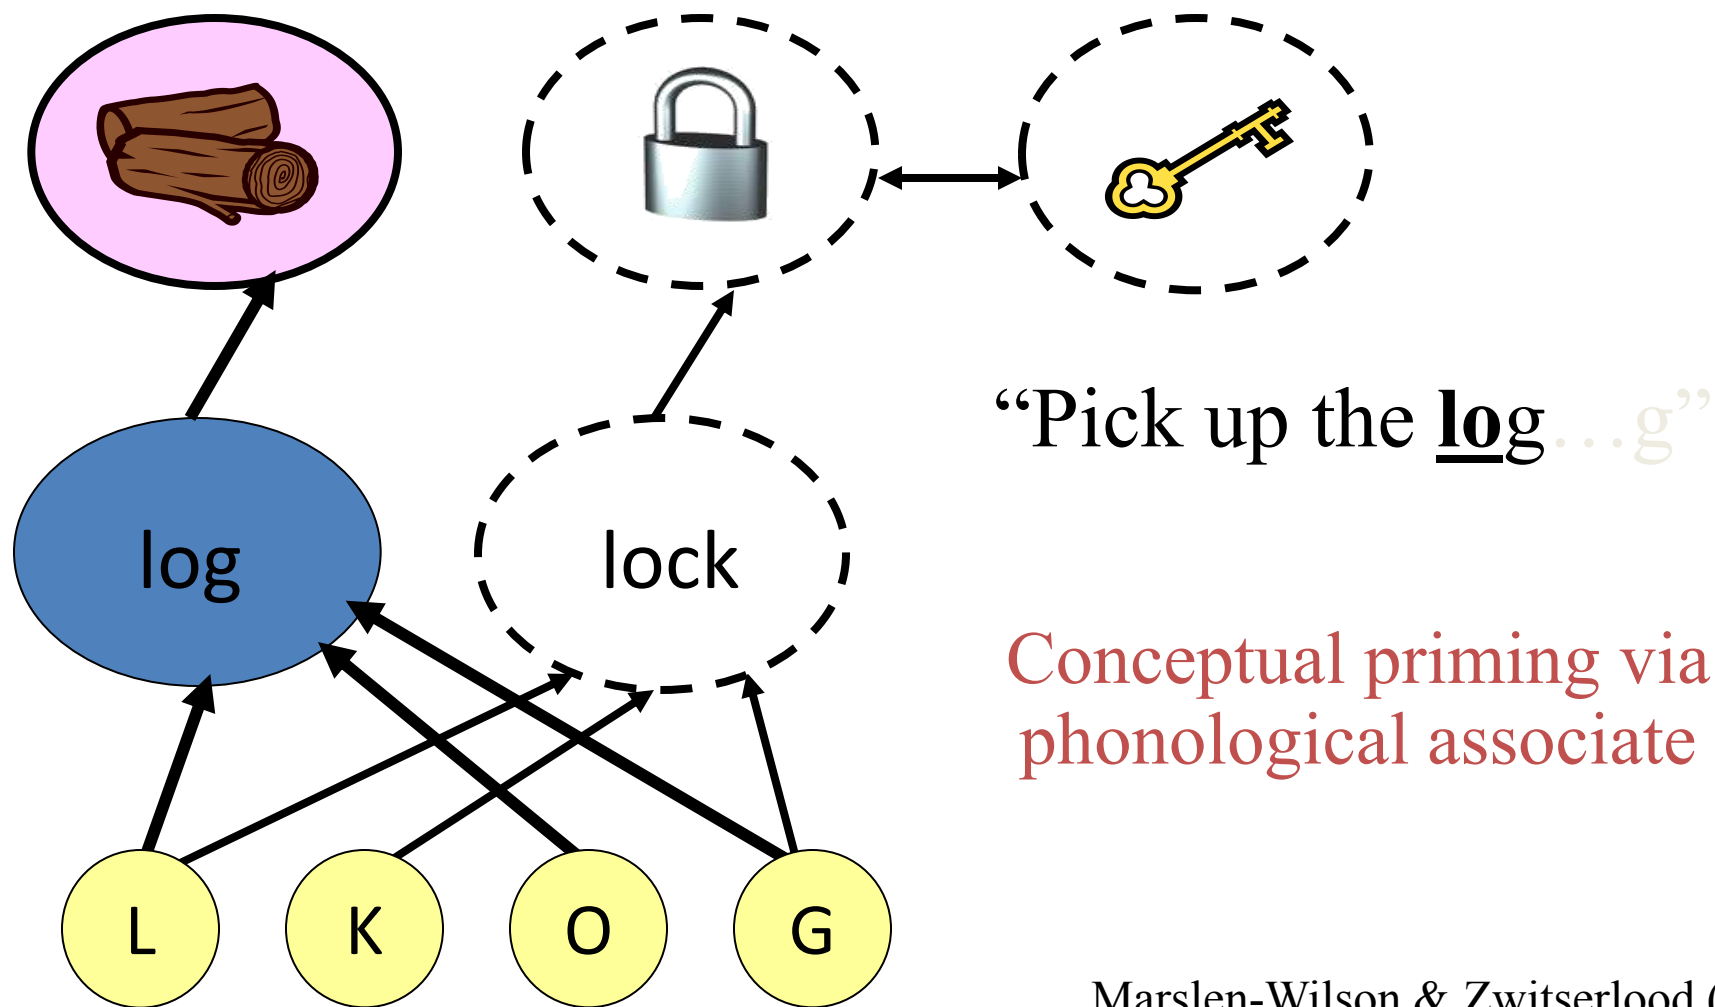 “Pick up the log…g”
log
lock
Conceptual priming via
phonological associate
L
K
O
G
Marslen-Wilson & Zwitserlood (